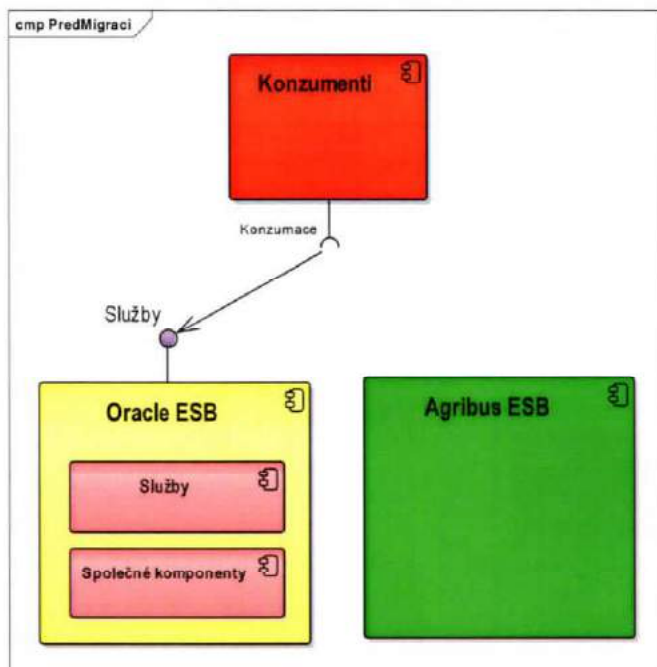 cmp PredMigraci
Konzumenti
Konzumace
Služby
Oracle ESB
Agribus ESB
Služby
Společné komponenty